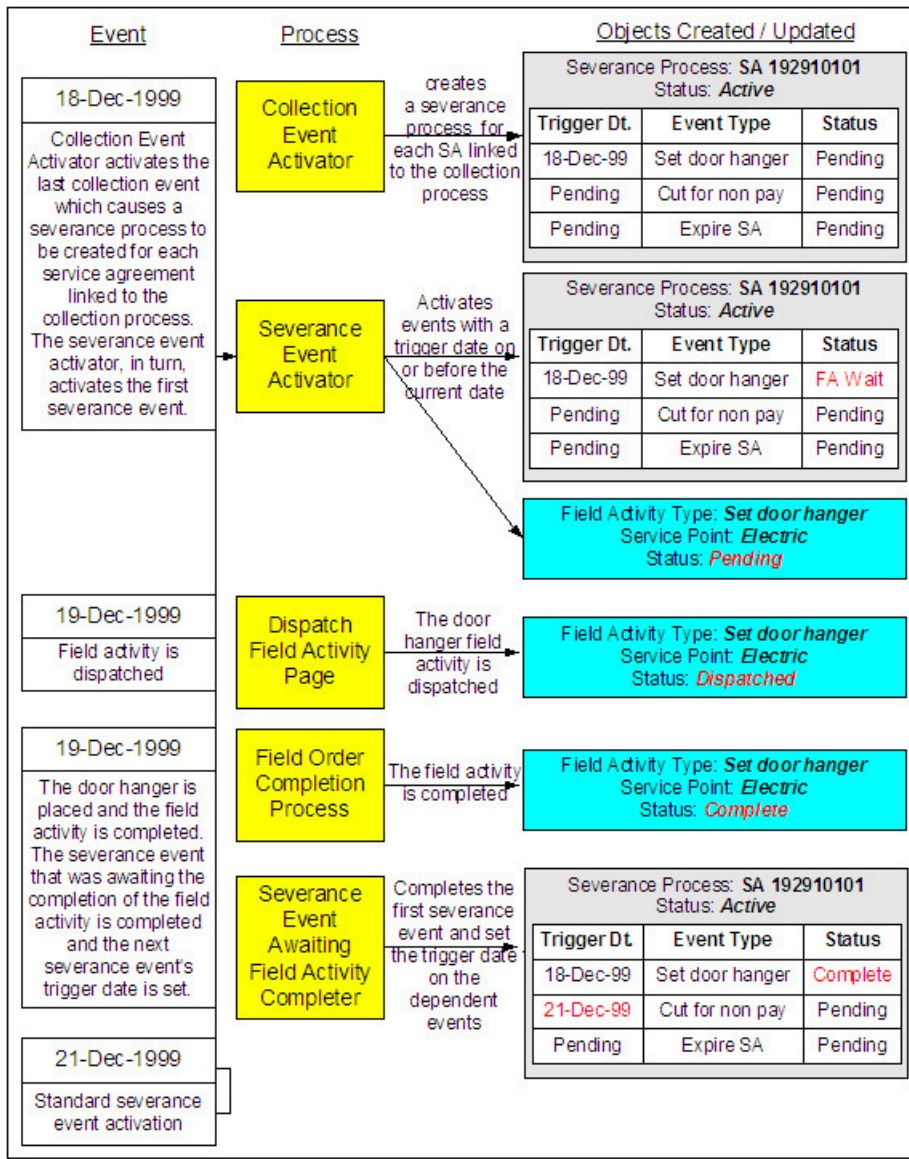 Event
Process
Objects Created / Updated
18-Dec-1999
Collection Event
Activator activates the
last collection event
which causes a
severance process to
be created for each
service agreement
linked to the
collection process.
The severance event
activator, in turn,
activates the first
severance event.
Collection
Event
Activator
creates
a severance
process for
each SA linked
to the collection
process
Severance Process: SA 192910101
Status: Active
Trigger Dt. Event Type Status
18-Dec-99 Set door hanger Pending
Pending Cut for non pay Pending
Pending Expire SA Pending
Severance
Event
Activator
Activates
events with a
trigger date on
or before the
current date
Severance Process: SA 192910101
Status: Active
Trigger Dt. Event Type Status
18-Dec-99 Set door hanger FA Wait
Pending Cut for non pay Pending
Pending Expire SA Pending
Field Activity Type: Set door hanger
Service Point: Electric
Status: Pending
19-Dec-1999
Field activity is
dispatched
Dispatch
Field Activity
Page
The door
hanger field
activity is
dispatched
Field Activity Type: Set door hanger
Service Point: Electric
Status: Dispatched
19-Dec-1999
The door hanger is
placed and the field
activity is completed.
The severance event
that was awaiting the
completion of the field
activity is completed
and the next
severance event's
trigger date is set.
Field Order
Completion
Process
The field activity
is completed
Field Activity Type: Set door hanger
Service Point: Electric
Status: Complete
Severance
Event
Awaiting
Field Activity
Completer
Completes the
first severance
event and set
the trigger date
on the
dependent
events
Severance Process: SA 192910101
Status: Active
Trigger Dt. Event Type Status
18-Dec-99 Set door hanger Complete
21-Dec-99 Cut for non pay Pending
Pending Expire SA Pending
21-Dec-1999
Standard severance
event activation